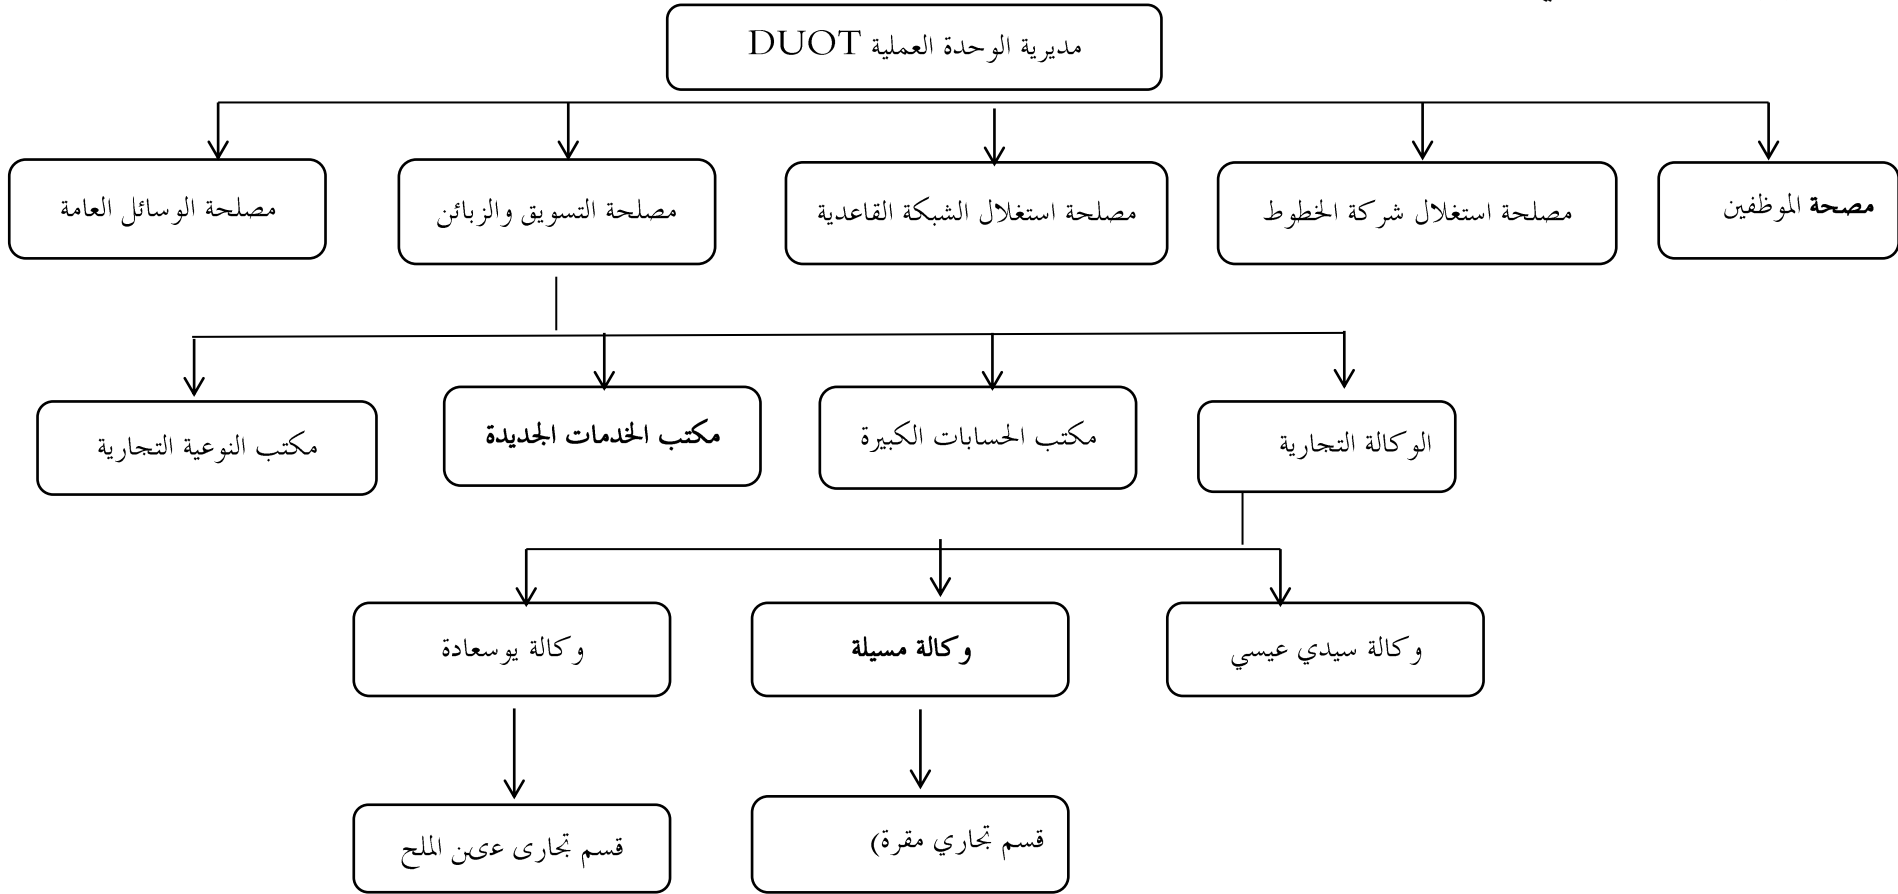 مديرية الوحدة العملية DUOT
مصحة الموظفين
مصلحة استغلال شركة الخطوط
مصلحة استغلال الشبكة القاعدية
مصلحة التسويق والزبائن
مصلحة الوسائل العامة
الوكالة التجارية
مكتب الحسابات الكبيرة
مكتب الخدمات الجديدة
مكتب النوعية التجارية
وكالة سيدي عيسي
وكالة مسيلة
وكالة يوسعادة
قسم تجاري مقرة)
قسم تجارى عىن الملح